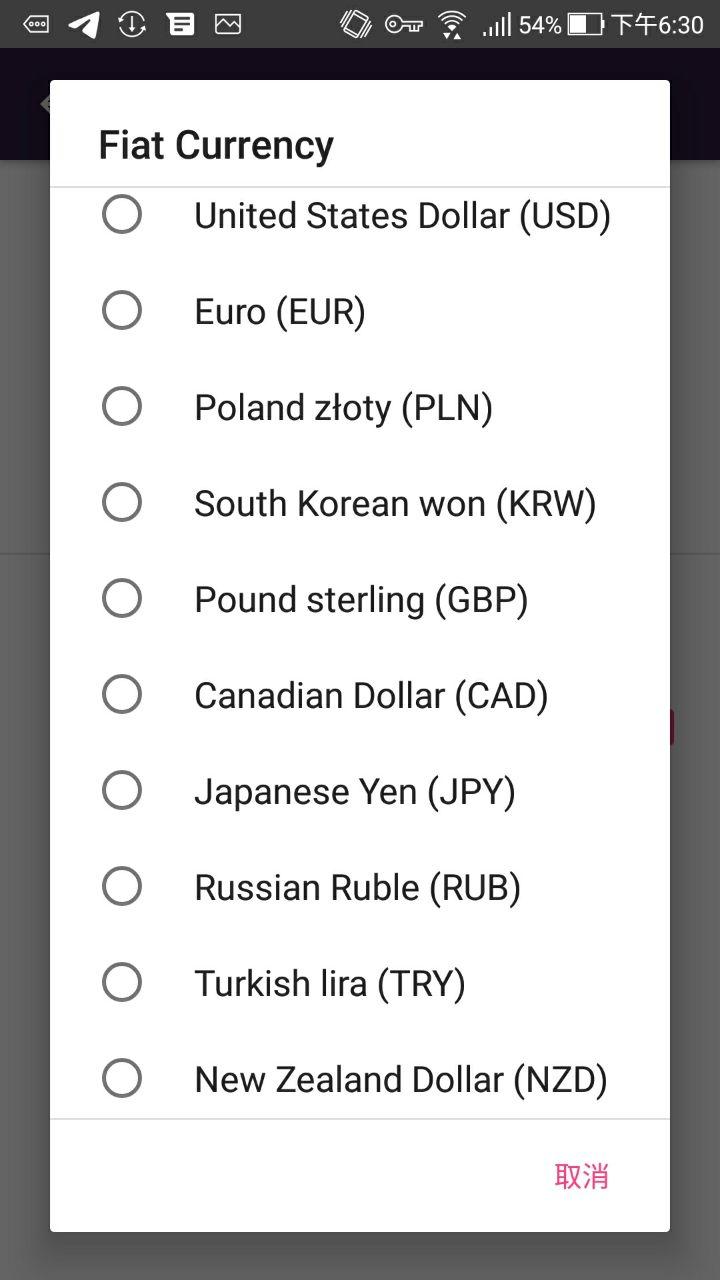 54% 下午6:30
Fiat Currency
United States Dollar (USD)
Euro (EUR)
Poland złoty (PLN)
South Korean won (KRW)
Pound sterling (GBP)
Canadian Dollar (CAD)
Japanese Yen (JPY)
Russian Ruble (RUB)
Turkish lira (TRY)
New Zealand Dollar (NZD)
取消